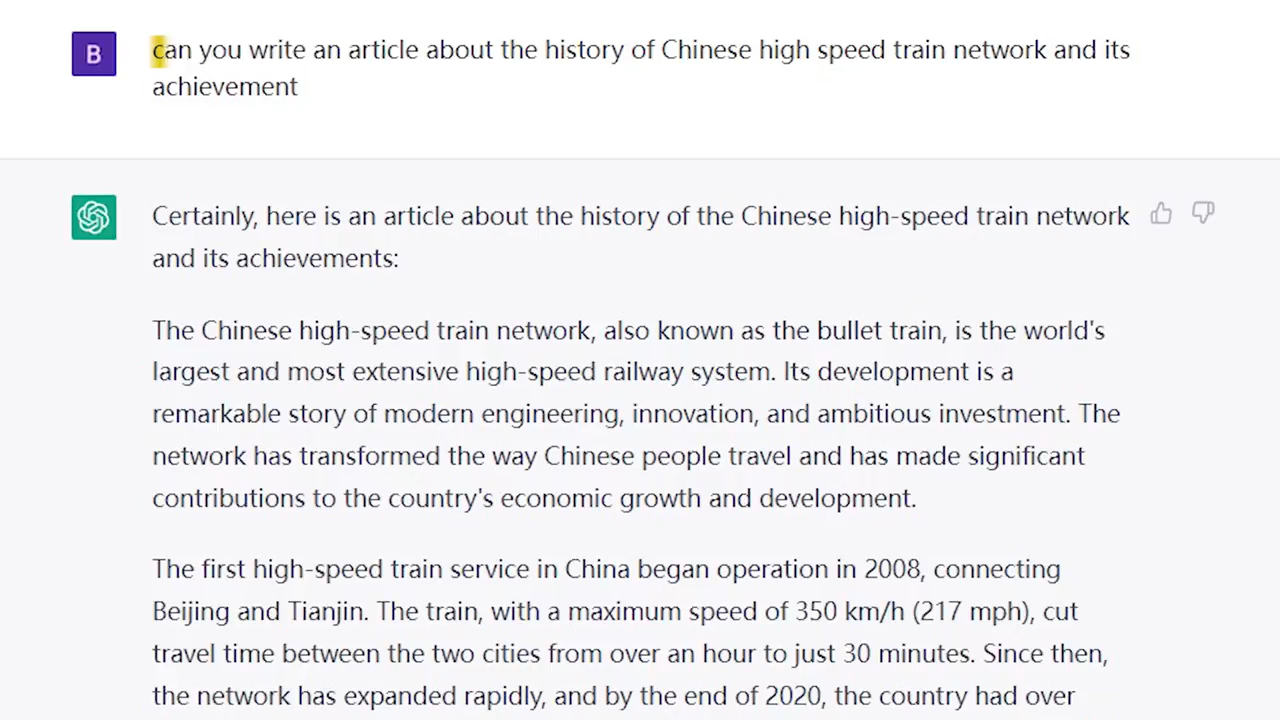 B
can you write an article about the history of Chinese high speed train network and its
achievement
Certainly, here is an article about the history of the Chinese high-speed train network
and its achievements:
The Chinese high-speed train network, also known as the bullet train, is the world's
largest and most extensive high-speed railway system. Its development is a
remarkable story of modern engineering, innovation, and ambitious investment. The
network has transformed the way Chinese people travel and has made significant
contributions to the country's economic growth and development.
The first high-speed train service in China began operation in 2008, connecting
Beijing and Tianjin. The train, with a maximum speed of 350 km/h (217 mph), cut
travel time between the two cities from over an hour to just 30 minutes. Since then,
the network has expanded rapidly, and by the end of 2020, the country had over